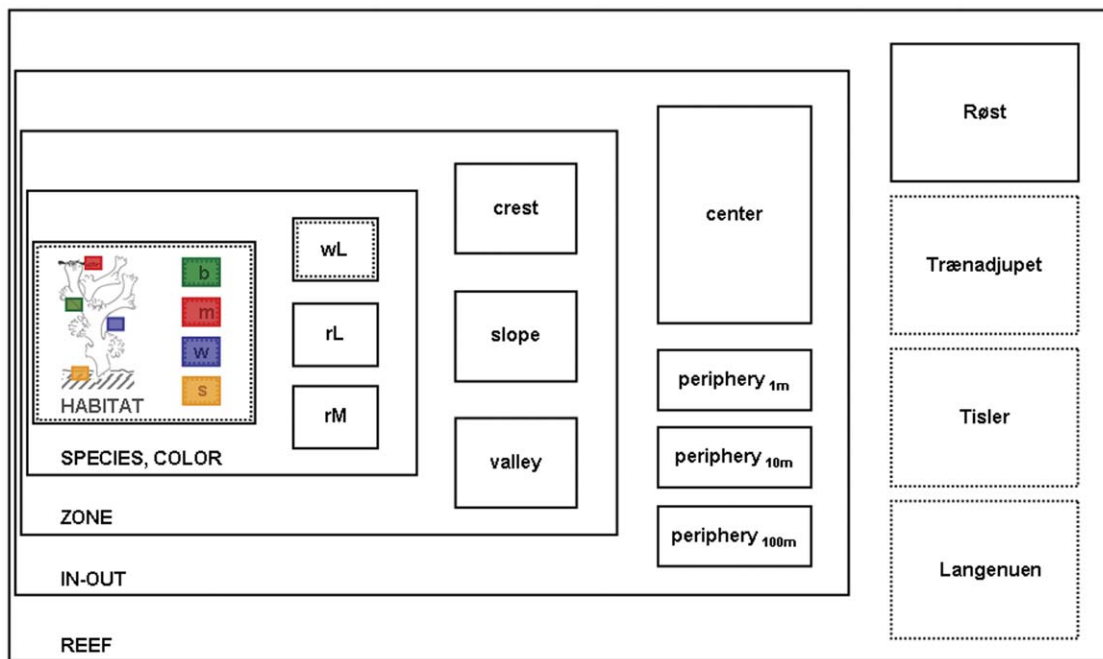 b
m
w
s
HABITAT
wL
rL
rM
SPECIES, COLOR
crest
slope
valley
ZONE
center
periphery 1m
periphery 10m
periphery 100m
IN-OUT
Røst
Trænadjupet
Tisler
Langenuen
REEF